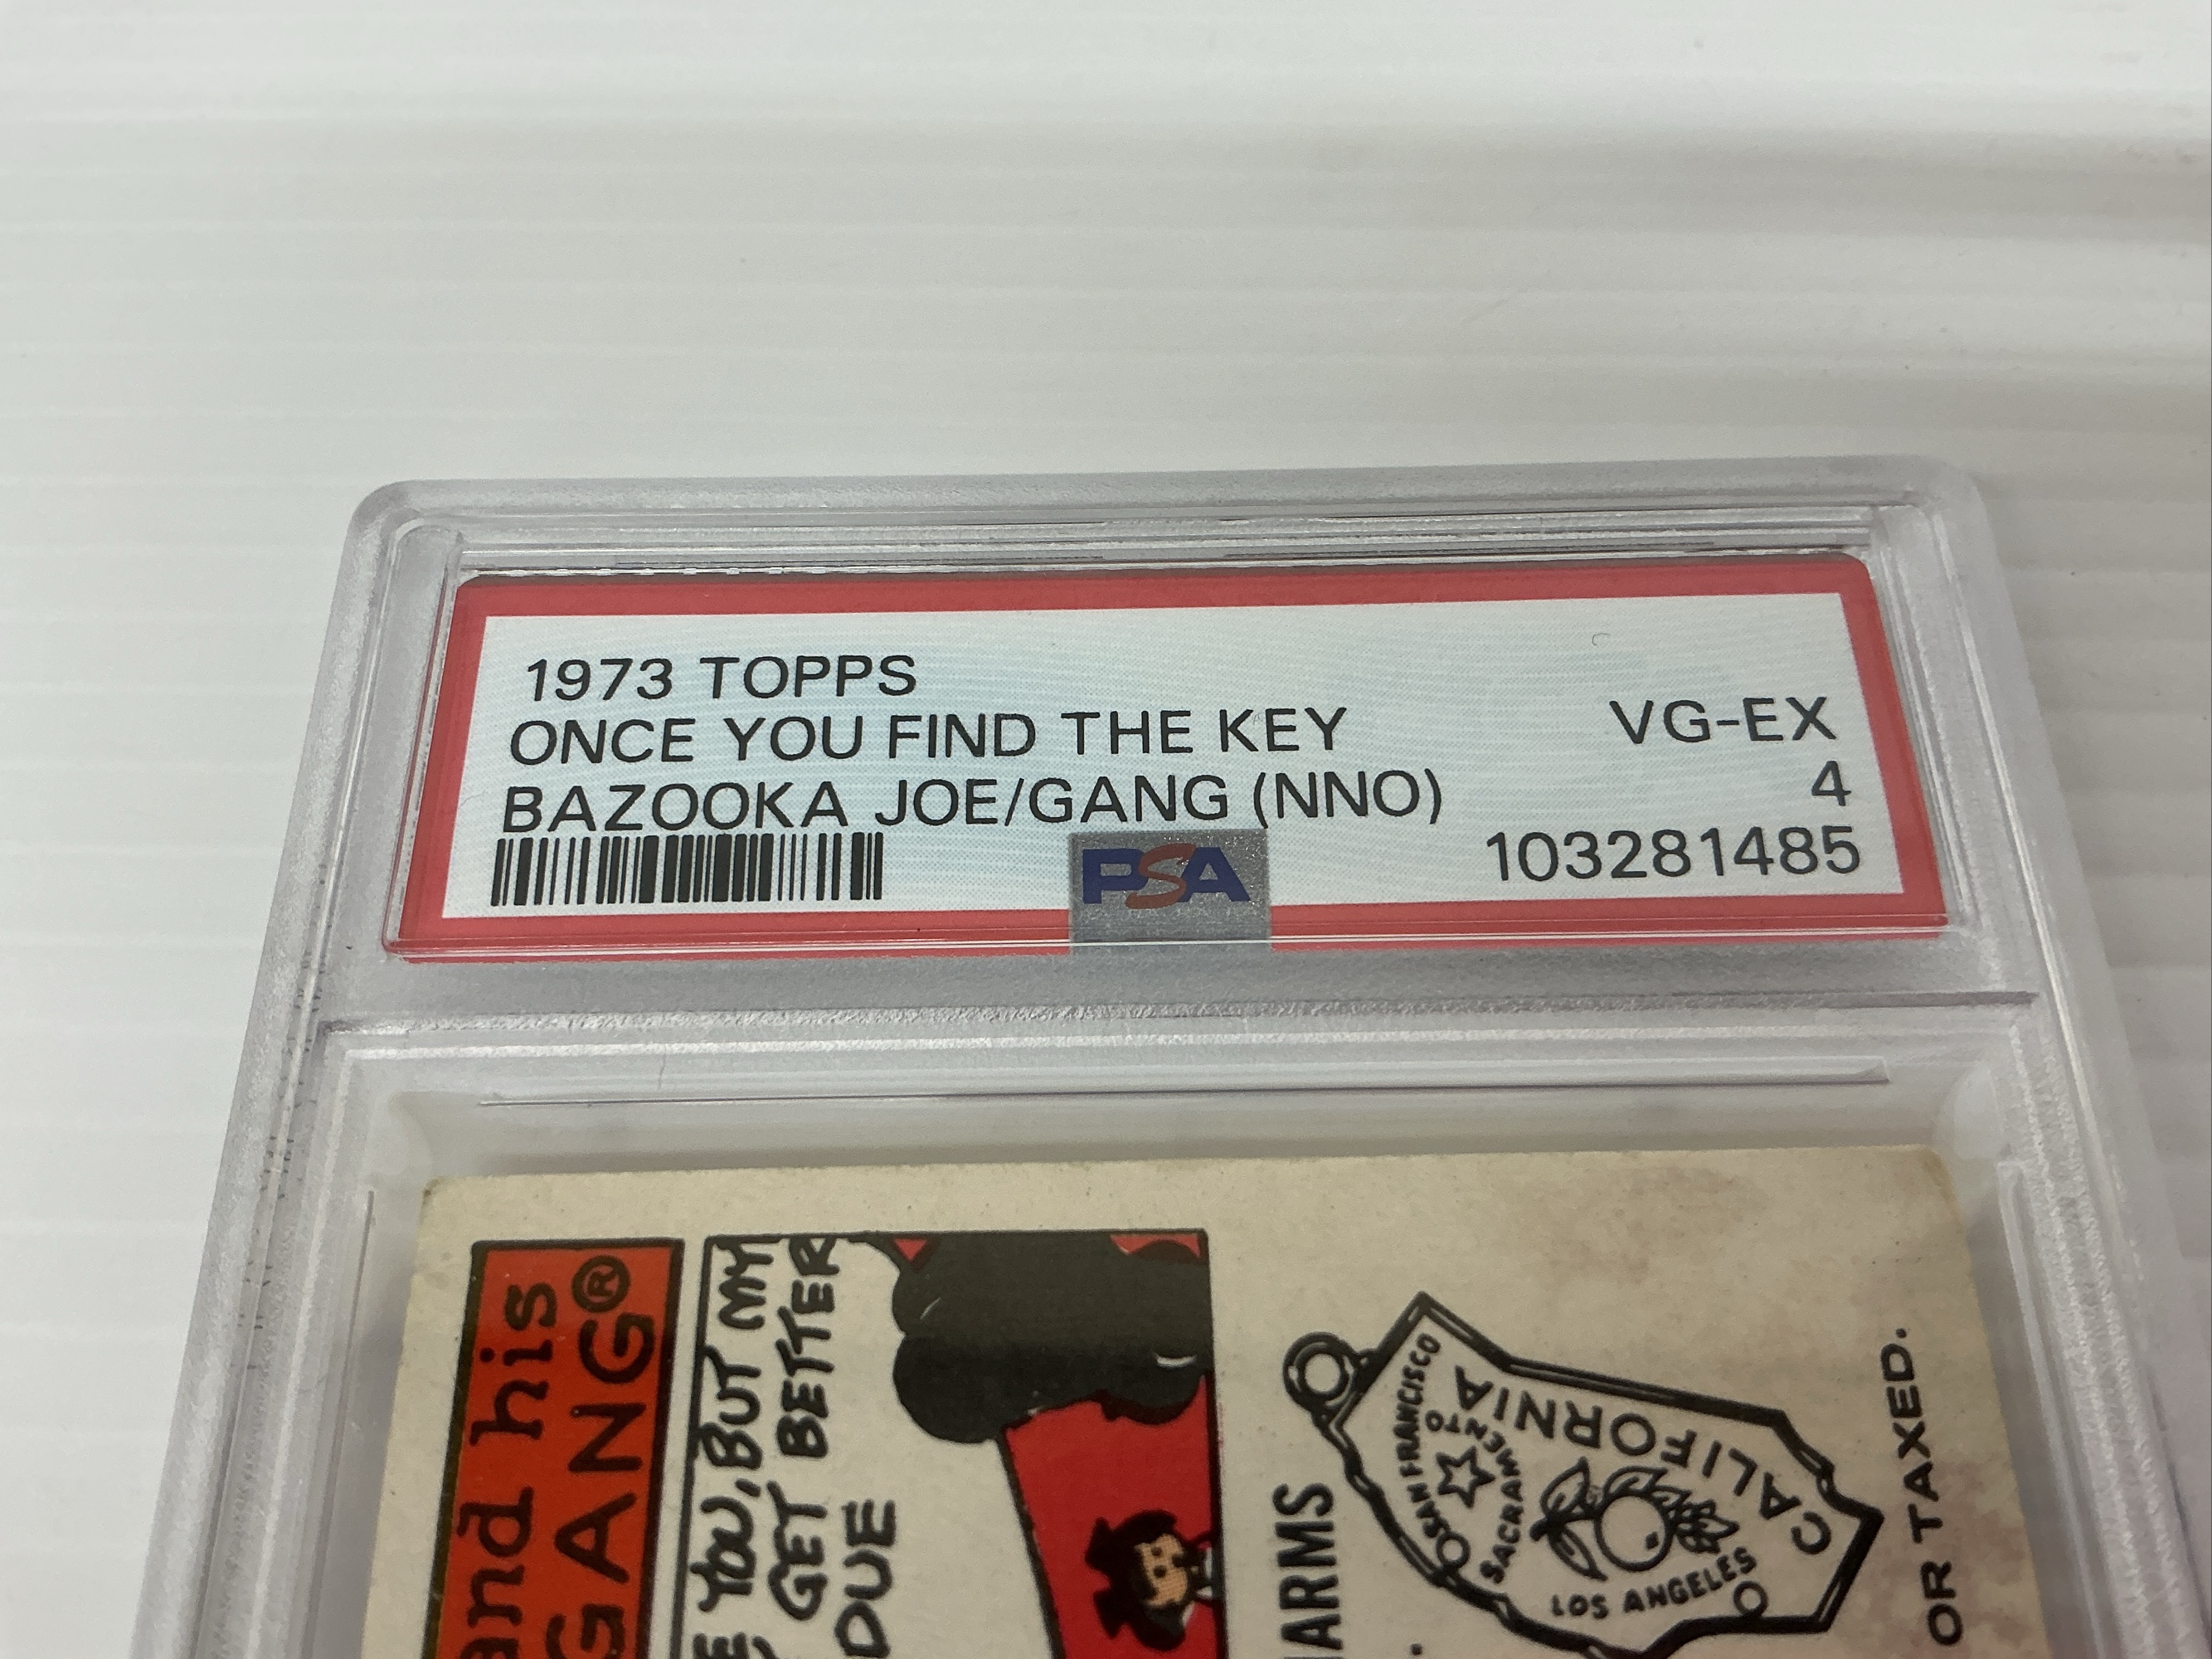 1973 TOPPS
ONCE YOU FIND THE KEY
BAZOOKA JOE/GANG (NNO)
VG-EX
4
103281485
PSA
and his
GANG®
E YOU, BUT MY
GET BETTER
DUE
HARMS
CALIFORNIA
SAN FRANCISCO
SACRAMENTO
LOS ANGELES
OR TAXED.